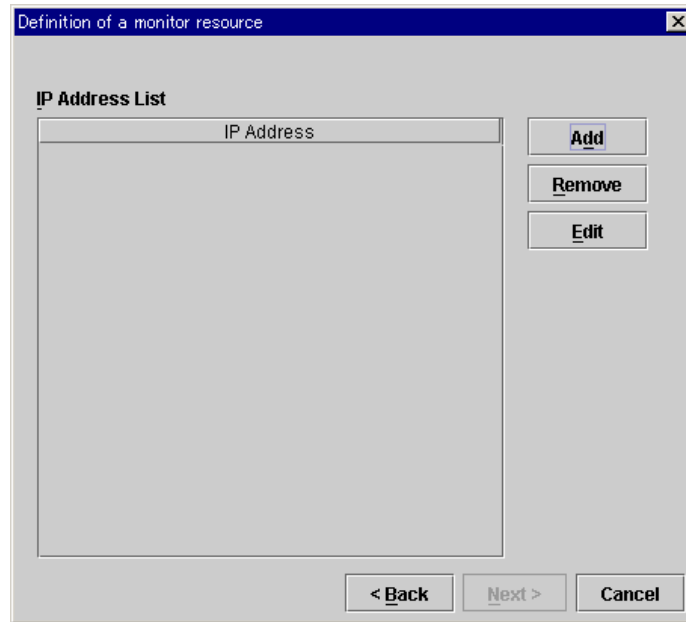 Definition of a monitor resource
IP Address List
IP Address
Add
Remove
Edit
< Back
Next >
Cancel